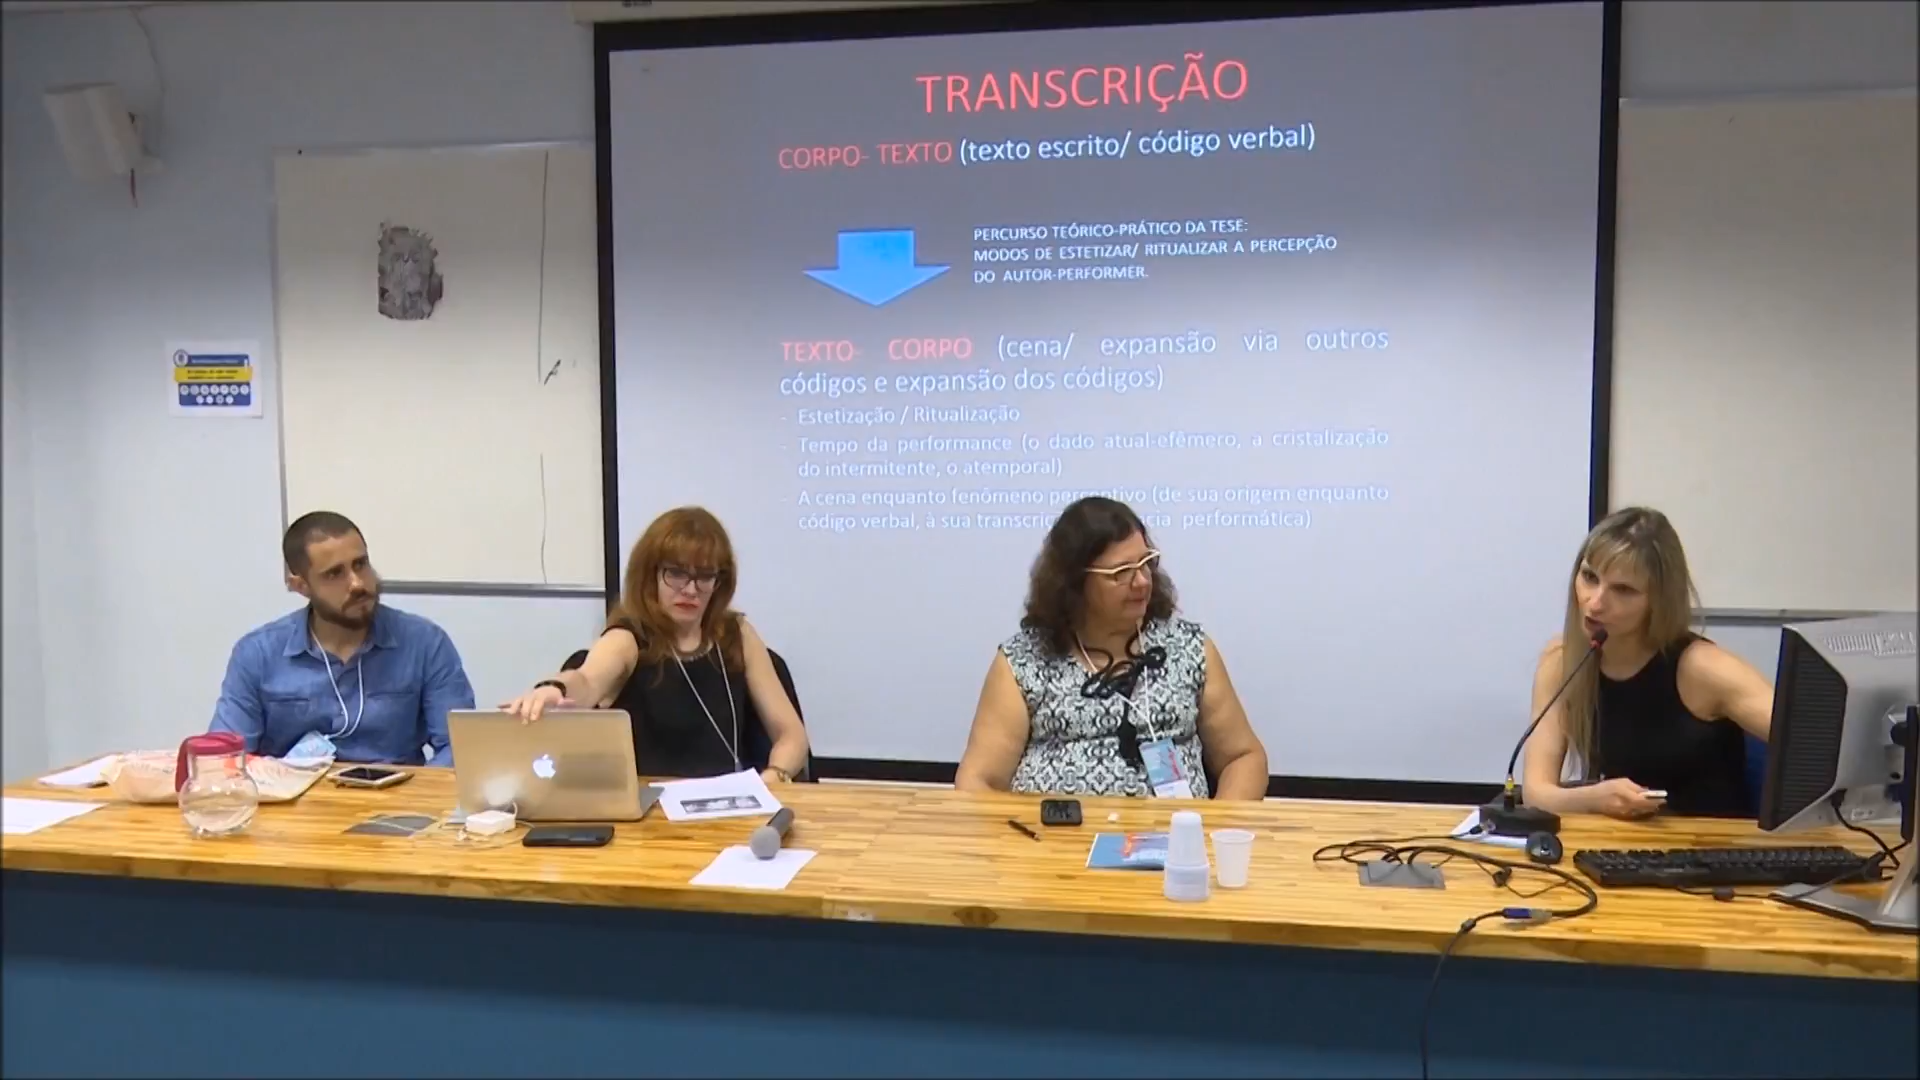 TRANSCRIÇÃO
CORPO- TEXTO (texto escrito/ código verbal)
PERCURSO TEÓRICO-PRÁTICO DA TESE:
MODOS DE ESTETIZAR/ RITUALIZAR A PERCEPÇÃO
DO AUTOR-PERFORMER.
TEXTO- CORPO (cena/ expansão via outros
códigos e expansão dos códigos)
- Estetização / Ritualização
- Tempo da performance (o dado atual-efêmero, a cristalização
do intermitente, o atemporal)
- A cena enquanto fenômeno perceptivo (de sua origem enquanto
código verbal, à sua performática)